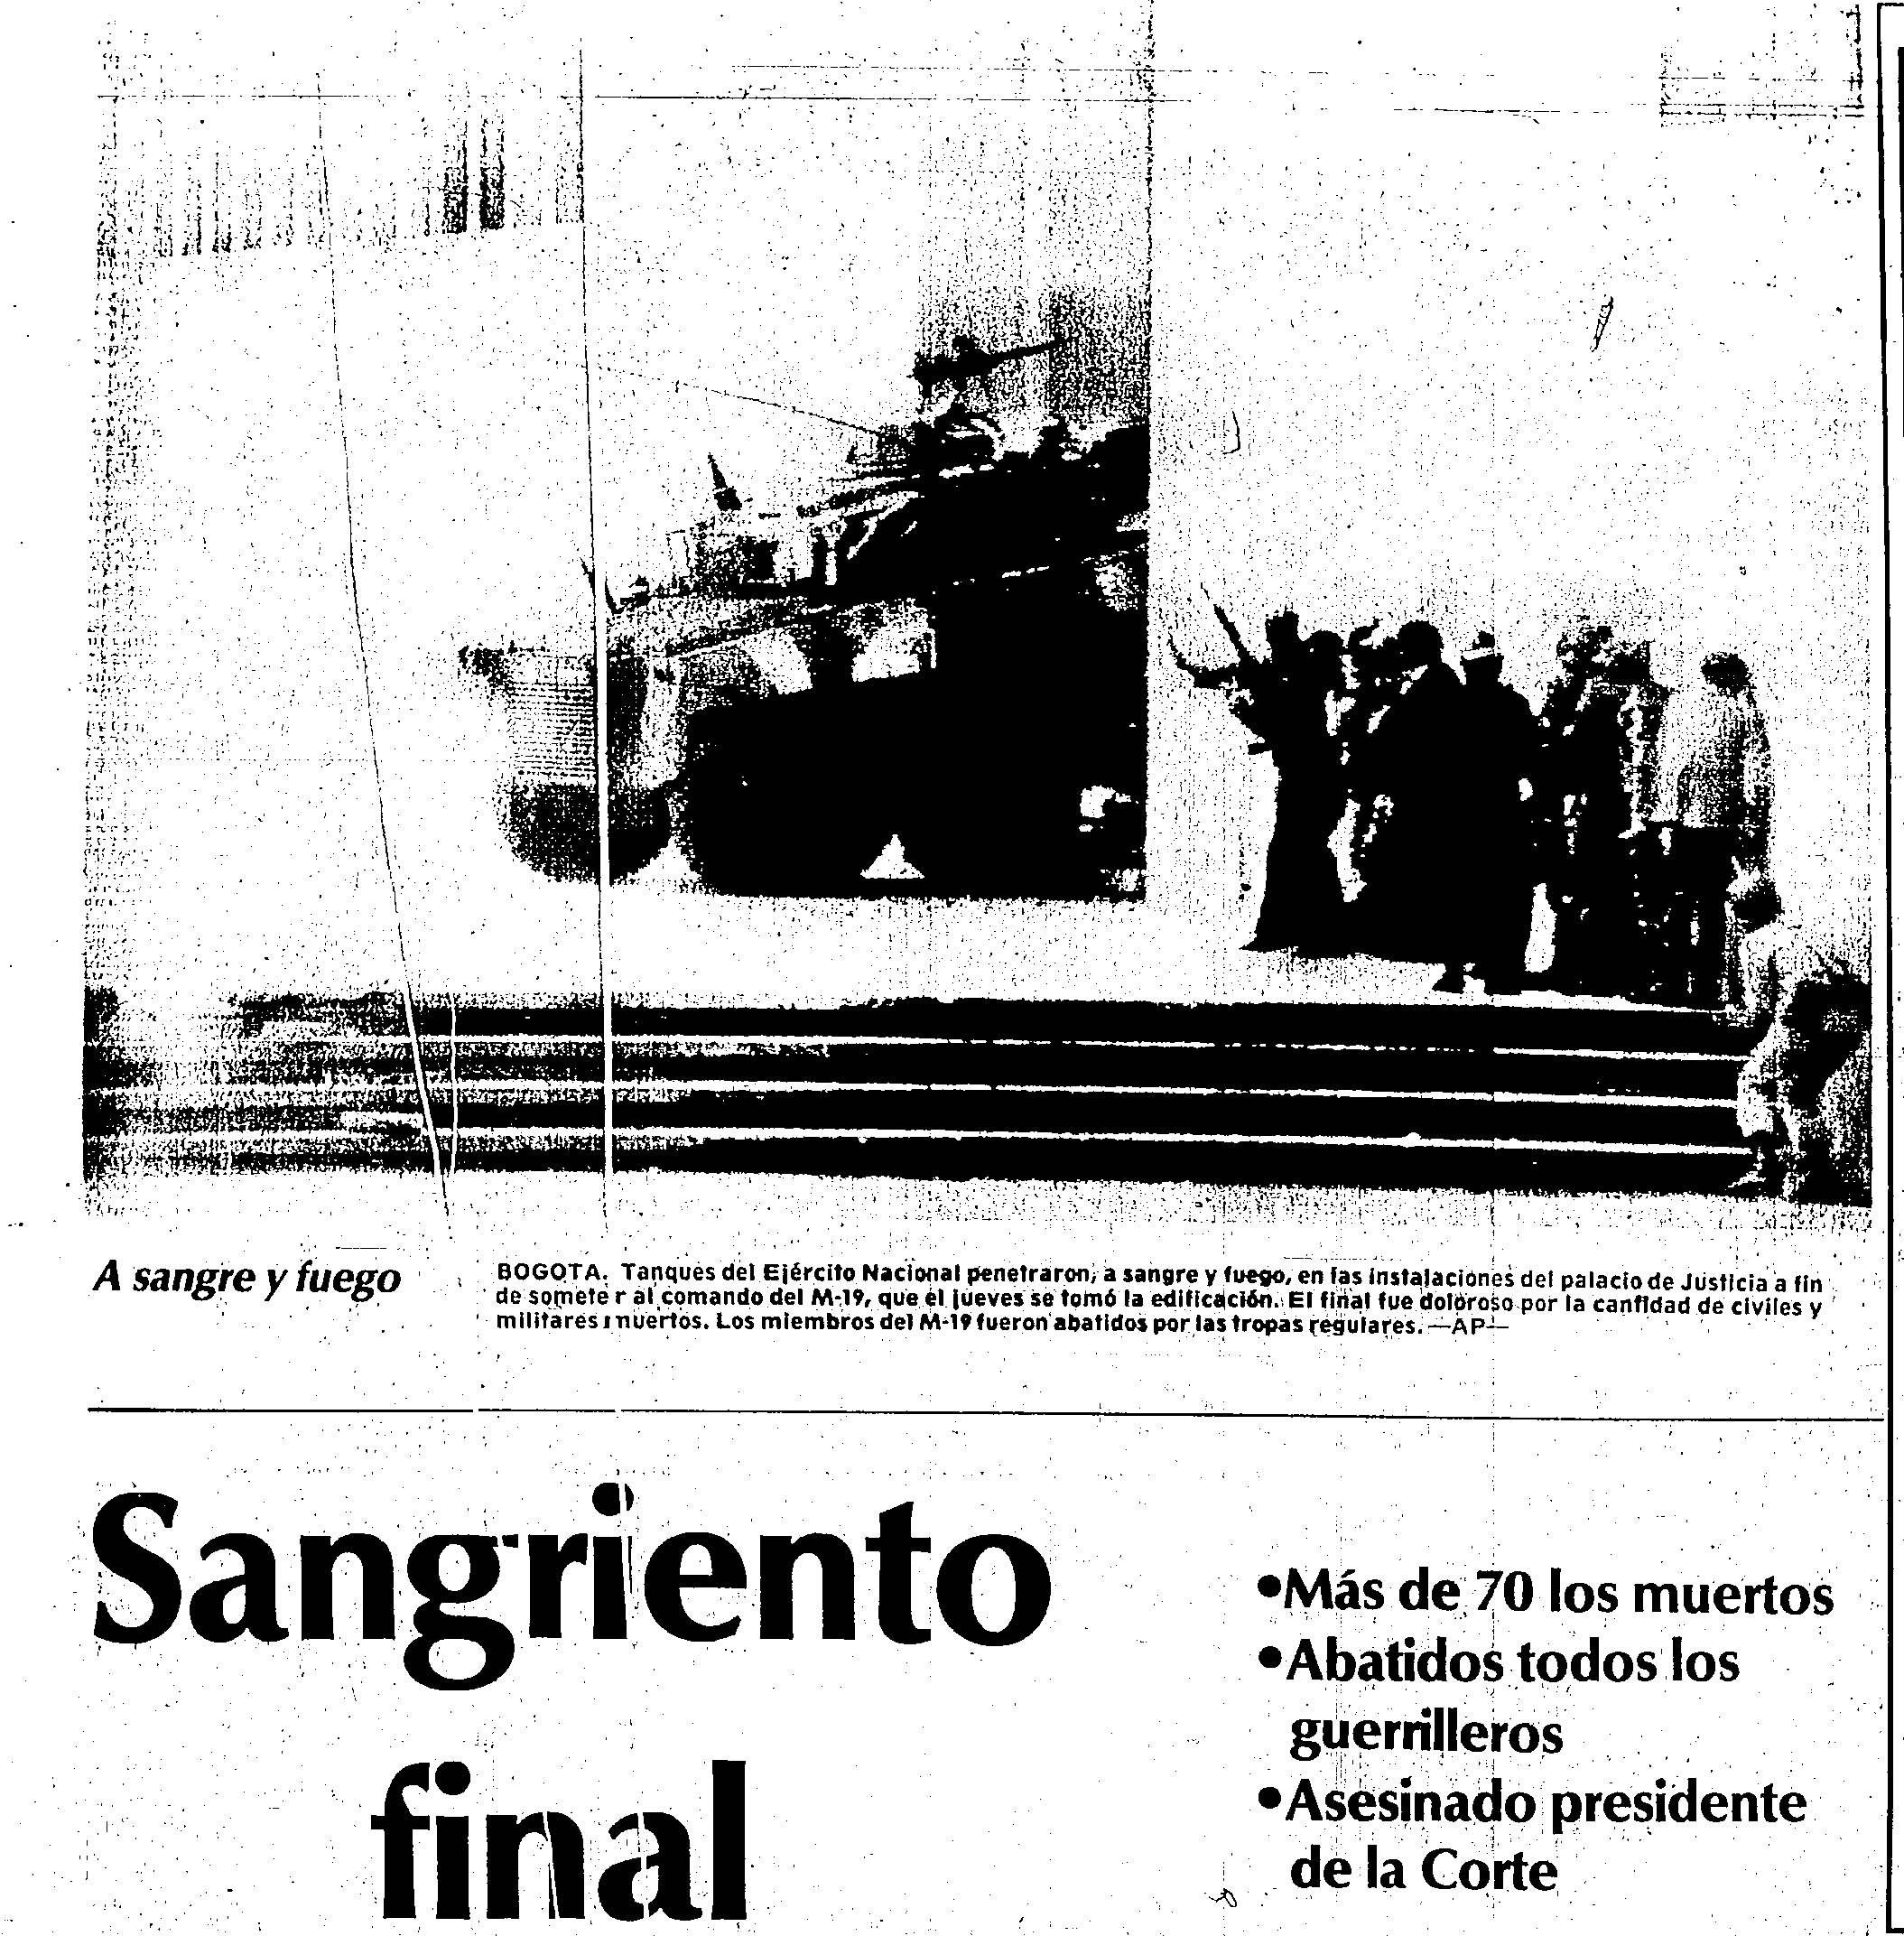 A sangre y fuego
BOGOTA. Tanques del Ejército Nacional penetraron, a sangre y fuego, en las instalaciones del palacio de Justicia a fin
de someter al comando del M-19, que el jueves se tomó la edificación. El final fue doloroso por la cantidad de civiles y
militares muertos. Los miembros del M-19 fueron abatidos por las tropas regulares. —AP—
Sangriento
final
•Más de 70 los muertos
•Abatidos todos los
guerrilleros
•Asesinado presidente
de la Corte